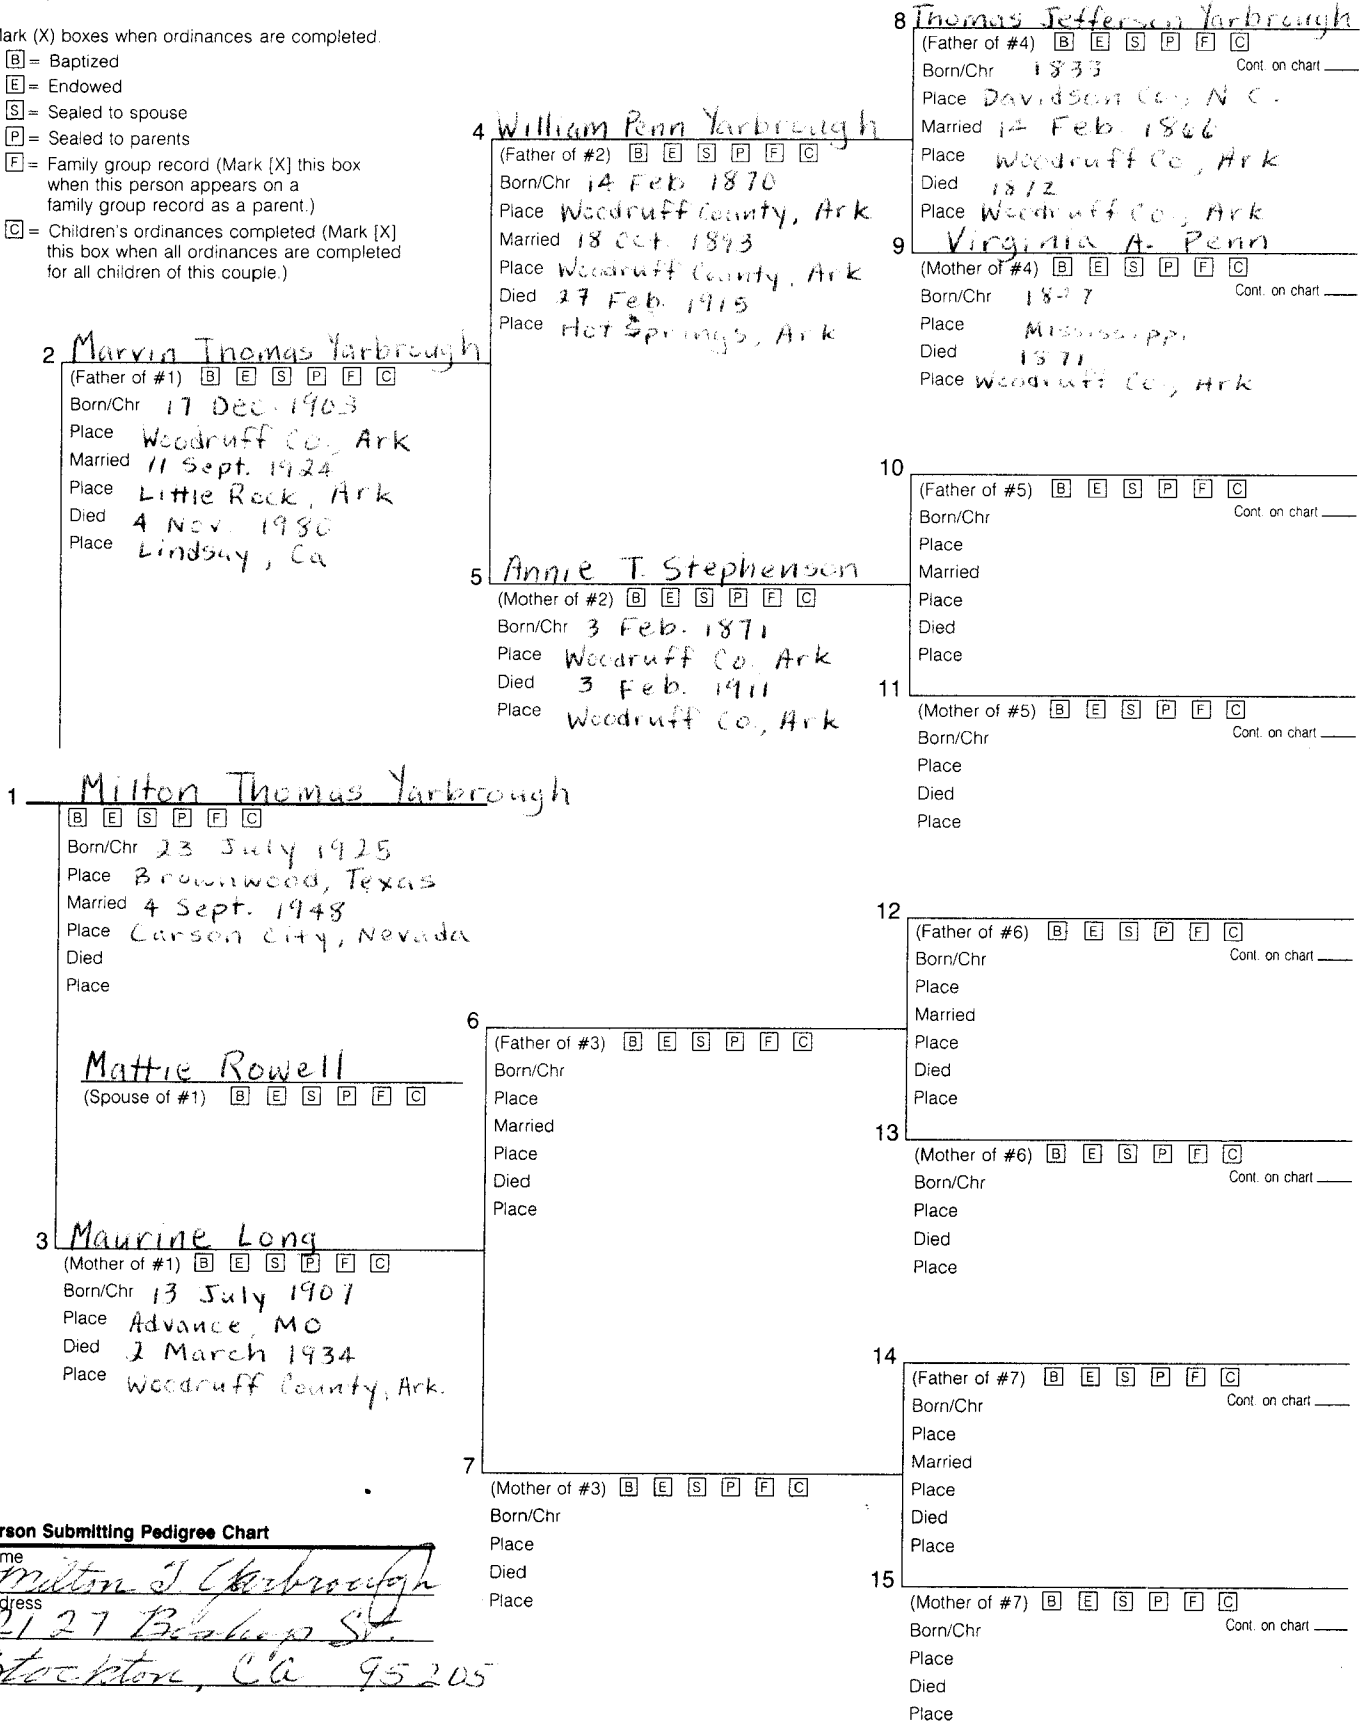 Mark (X) boxes when ordinances are completed.
B = Baptized
E = Endowed
S = Sealed to spouse
P = Sealed to parents
F = Family group record (Mark [X] this box
when this person appears on a
family group record as a parent.)
C = Children's ordinances completed (Mark [X]
this box when all ordinances are completed
for all children of this couple.)
2 Marvin Thomas Yarbrough
(Father of #1) B E S P F C
Born/Chr 17 Dec. 1903
Place Woodruff Co., Ark
Married 11 Sept. 1924
Place Little Rock, Ark
Died 4 Nov. 1980
Place Lindsay, Ca
4 William Penn Yarbrough
(Father of #2) B E S P F C
Born/Chr 14 Feb 1870
Place Woodruff County, Ark
Married 18 Oct. 1893
Place Woodruff County, Ark
Died 27 Feb. 1915
Place Hot Springs, Ark
5 Annie T. Stephenson
(Mother of #2) B E S P F C
Born/Chr 3 Feb. 1871
Place Woodruff Co. Ark
Died 3 Feb. 1911
Place Woodruff Co., Ark
8 Thomas Jefferson Yarbrough
(Father of #4) B E S P F C
Cont. on chart
Born/Chr 1833
Place Davidson Co., N C.
Married 14 Feb. 1866
Place Woodruff Co, Ark
Died 1872
Place Woodruff Co., Ark
9 Virginia A. Penn
(Mother of #4) B E S P F C
Cont. on chart
Born/Chr
Place Mississippi
Died 1871
Place Woodruff Co., Ark
10
(Father of #5) B E S P F C
Cont. on chart
Born/Chr
Place
Married
Place
Died
Place
11
(Mother of #5) B E S P F C
Cont. on chart
Born/Chr
Place
Died
Place
1 Milton Thomas Yarbrough
B E S P F C
Born/Chr 23 July 1925
Place Brownwood, Texas
Married 4 Sept. 1948
Place Carson City, Nevada
Died
Place
Mattie Rowell
(Spouse of #1) B E S P F C
3 Maurine Long
(Mother of #1) B E S P F C
Born/Chr 13 July 1907
Place Advance, MO
Died 2 March 1934
Place Woodruff County, Ark.
6
(Father of #3) B E S P F C
Born/Chr
Place
Married
Place
Died
Place
7
(Mother of #3) B E S P F C
Born/Chr
Place
Died
Place
12
(Father of #6) B E S P F C
Cont. on chart
Born/Chr
Place
Married
Place
Died
Place
13
(Mother of #6) B E S P F C
Cont. on chart
Born/Chr
Place
Died
Place
14
(Father of #7) B E S P F C
Cont. on chart
Born/Chr
Place
Married
Place
Died
Place
15
(Mother of #7) B E S P F C
Cont. on chart
Born/Chr
Place
Died
Place
rson Submitting Pedigree Chart
me
Milton T Yarbrough
dress
2127 Bishop St.
Stockton, CA 95205